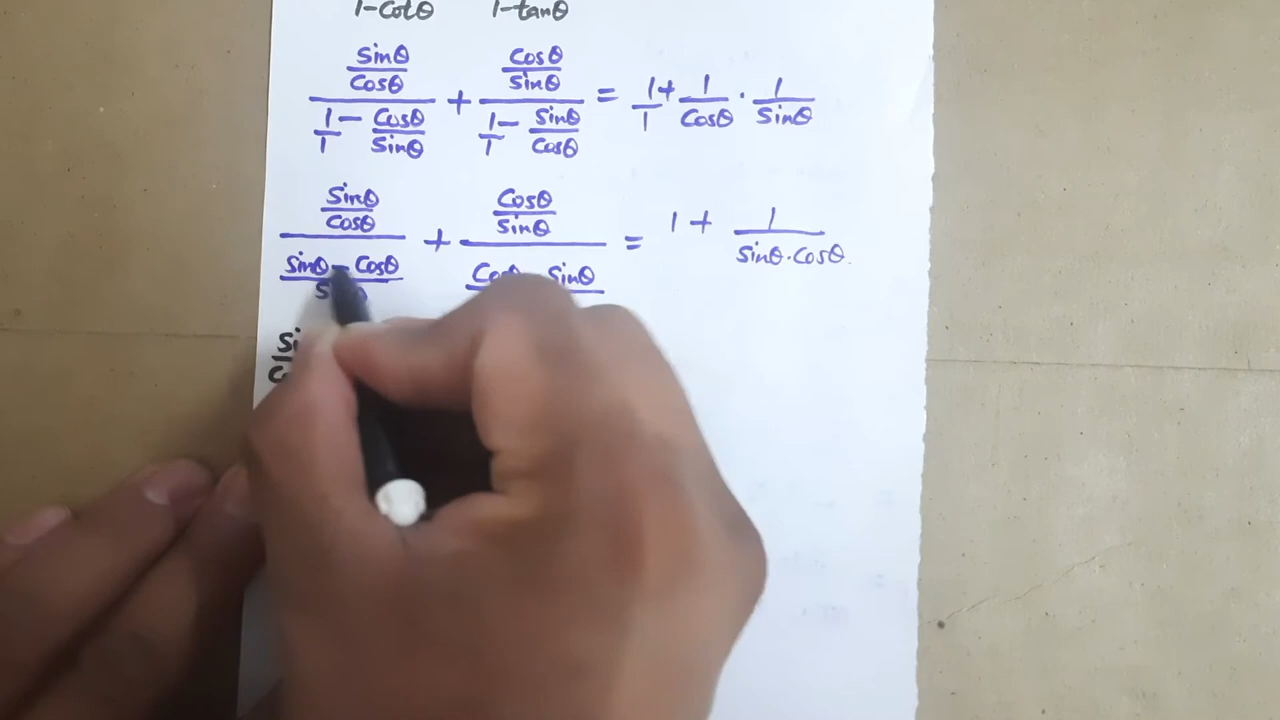 1-cotθ 1-tanθ
sinθ/cosθ / (1/1 - cosθ/sinθ) + cosθ/sinθ / (1/1 - sinθ/cosθ) = 1/1 + 1/cosθ · 1/sinθ
sinθ/cosθ / (sinθ - cosθ / ) + cosθ/sinθ / ( - sinθ / ) = 1 + 1/sinθ·cosθ.